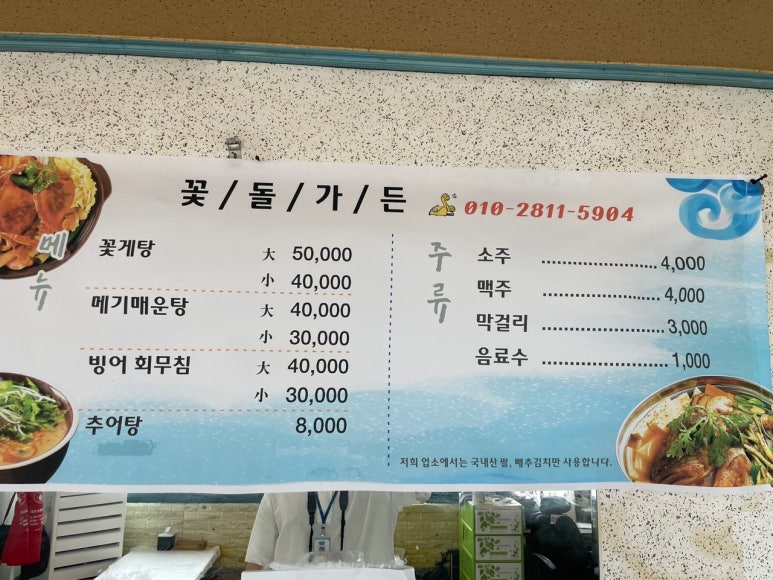 꽃/돌/가/든 010-2811-5904
메뉴
꽃게탕 大 50,000
小 40,000
메기매운탕 大 40,000
小 30,000
빙어 회무침 大 40,000
小 30,000
추어탕 8,000
주류
소주 4,000
맥주 4,000
막걸리 3,000
음료수 1,000
저희 업소에서는 국내산 쌀, 배추김치만 사용합니다.